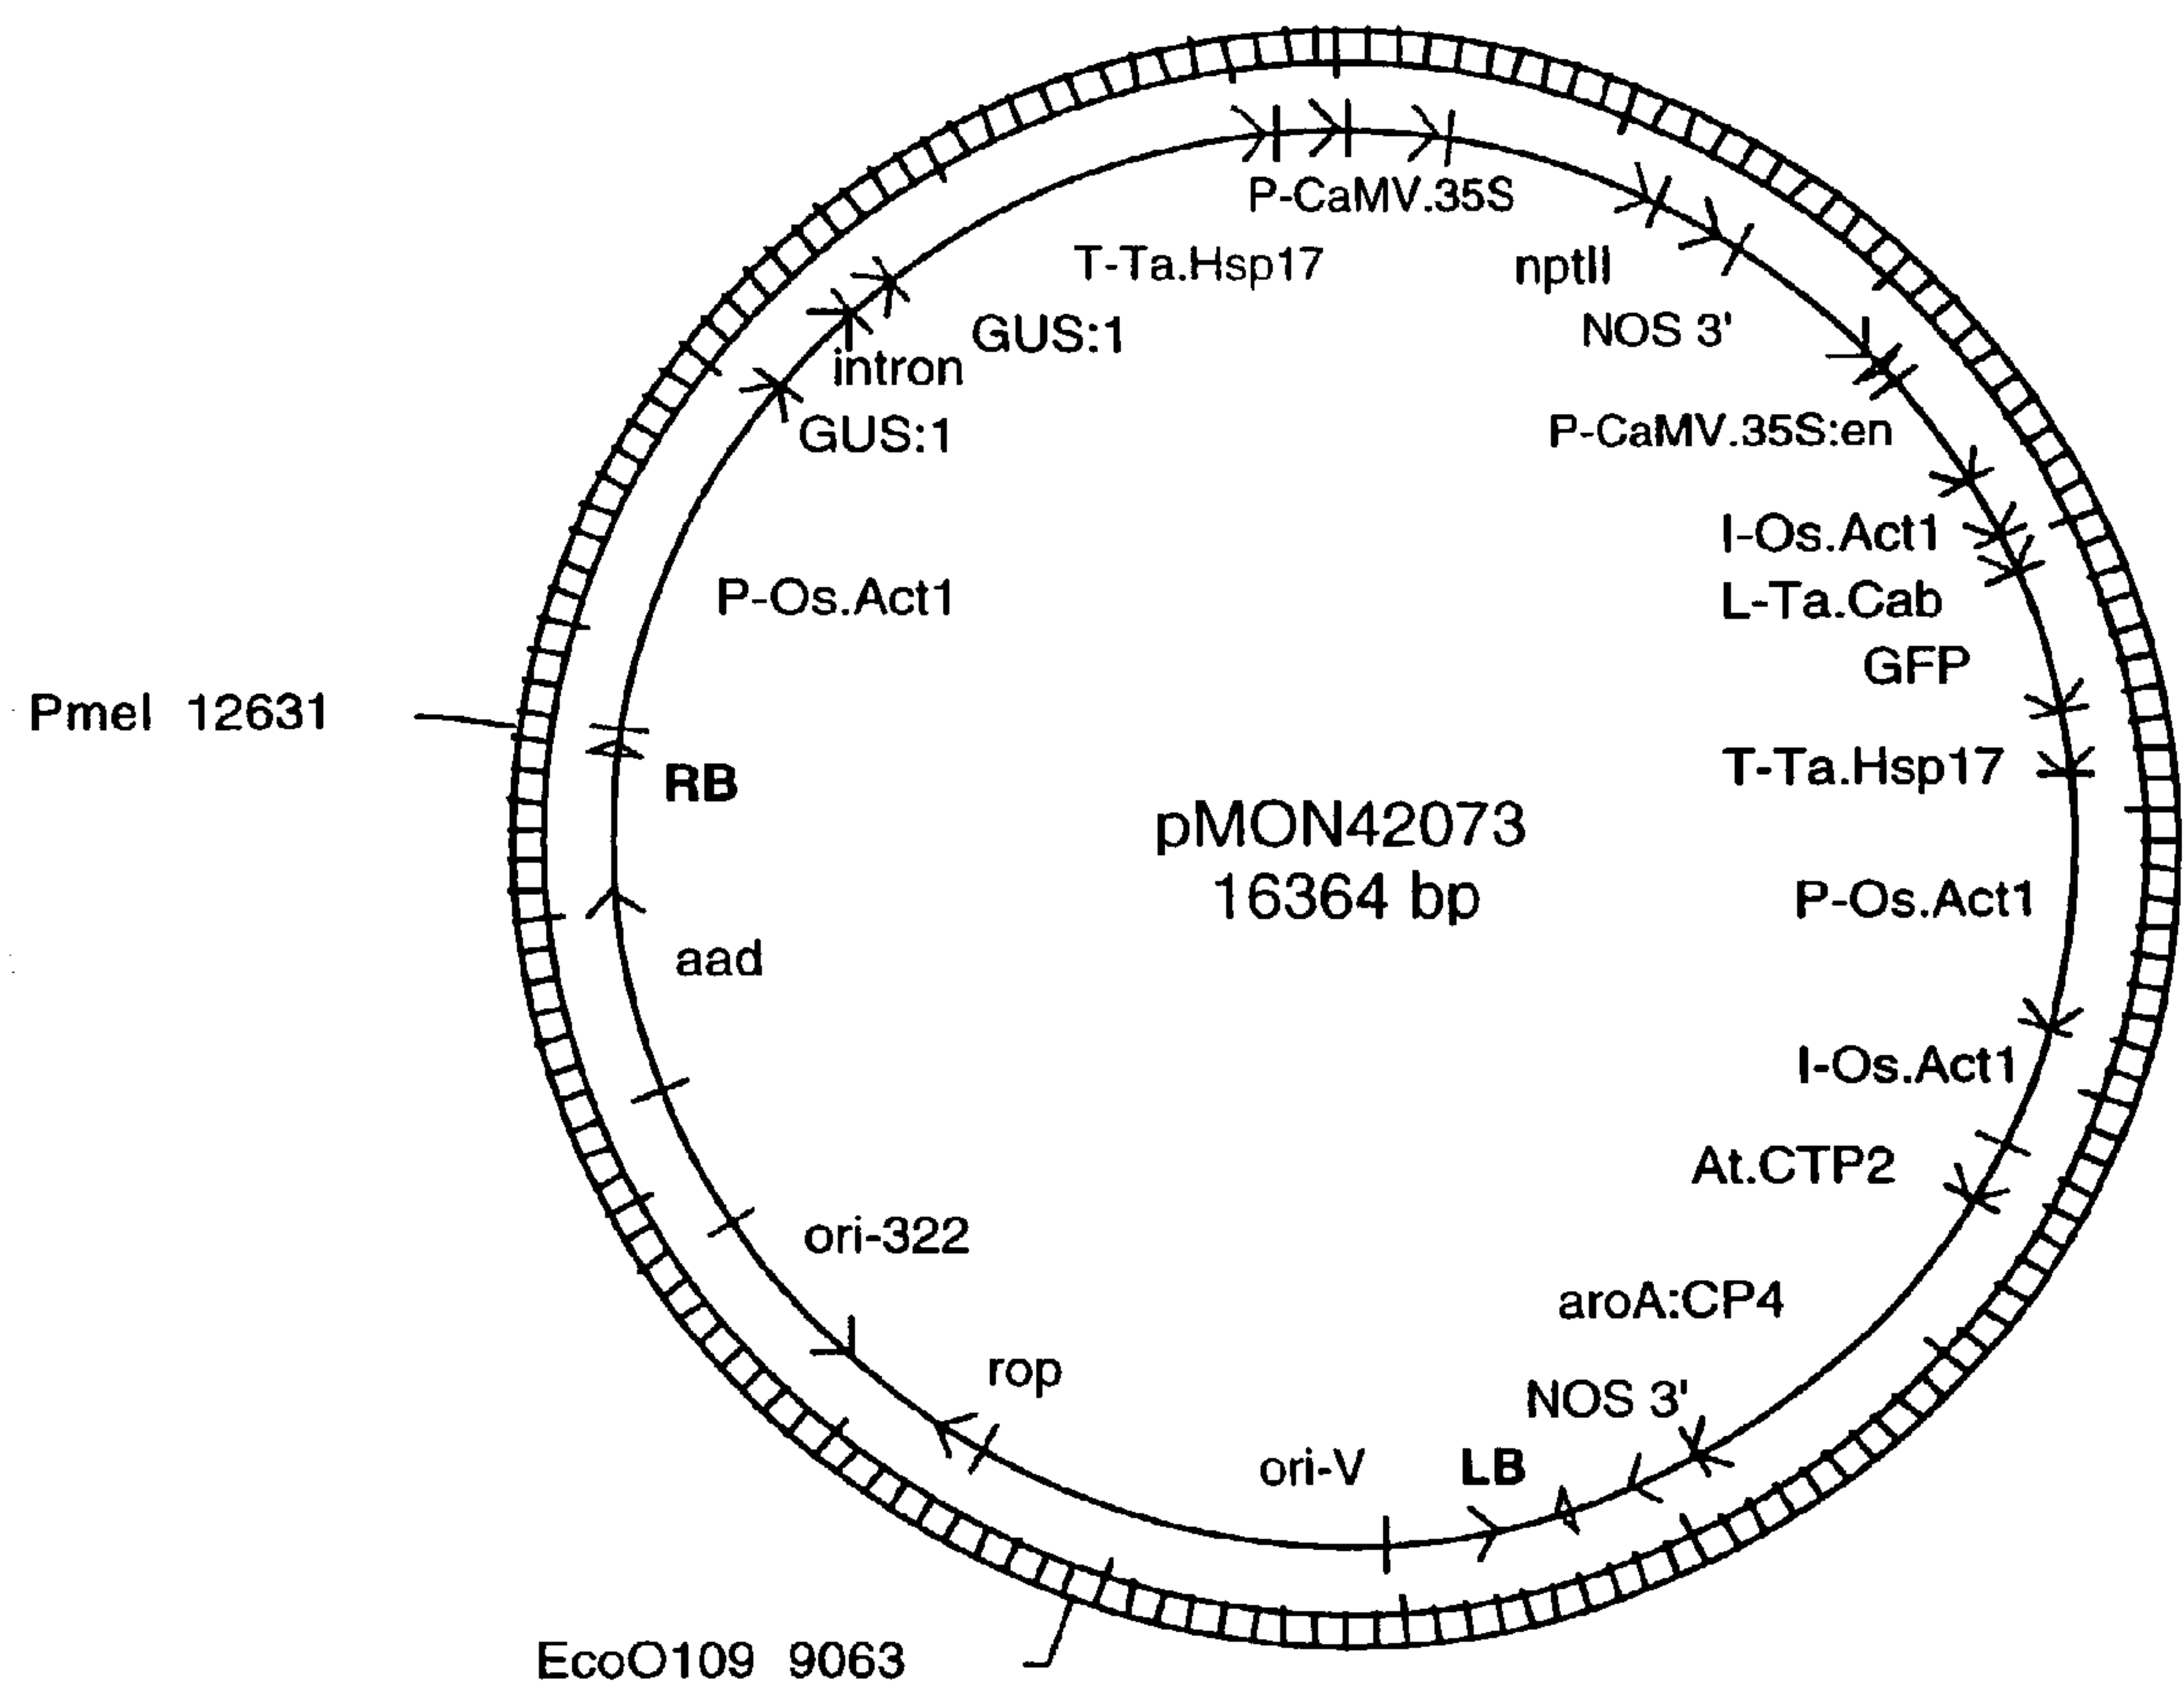 P-CaMV.35S
T-Ta.Hsp17
nptII
GUS:1
NOS 3'
intron
GUS:1
P-CaMV.35S:en
I-Os.Act1
P-Os.Act1
L-Ta.Cab
GFP
PmeI 12631
RB
T-Ta.Hsp17
pMON42073
16364 bp
P-Os.Act1
aad
I-Os.Act1
At.CTP2
ori-322
aroA:CP4
rop
NOS 3'
ori-V
LB
EcoO109 9063